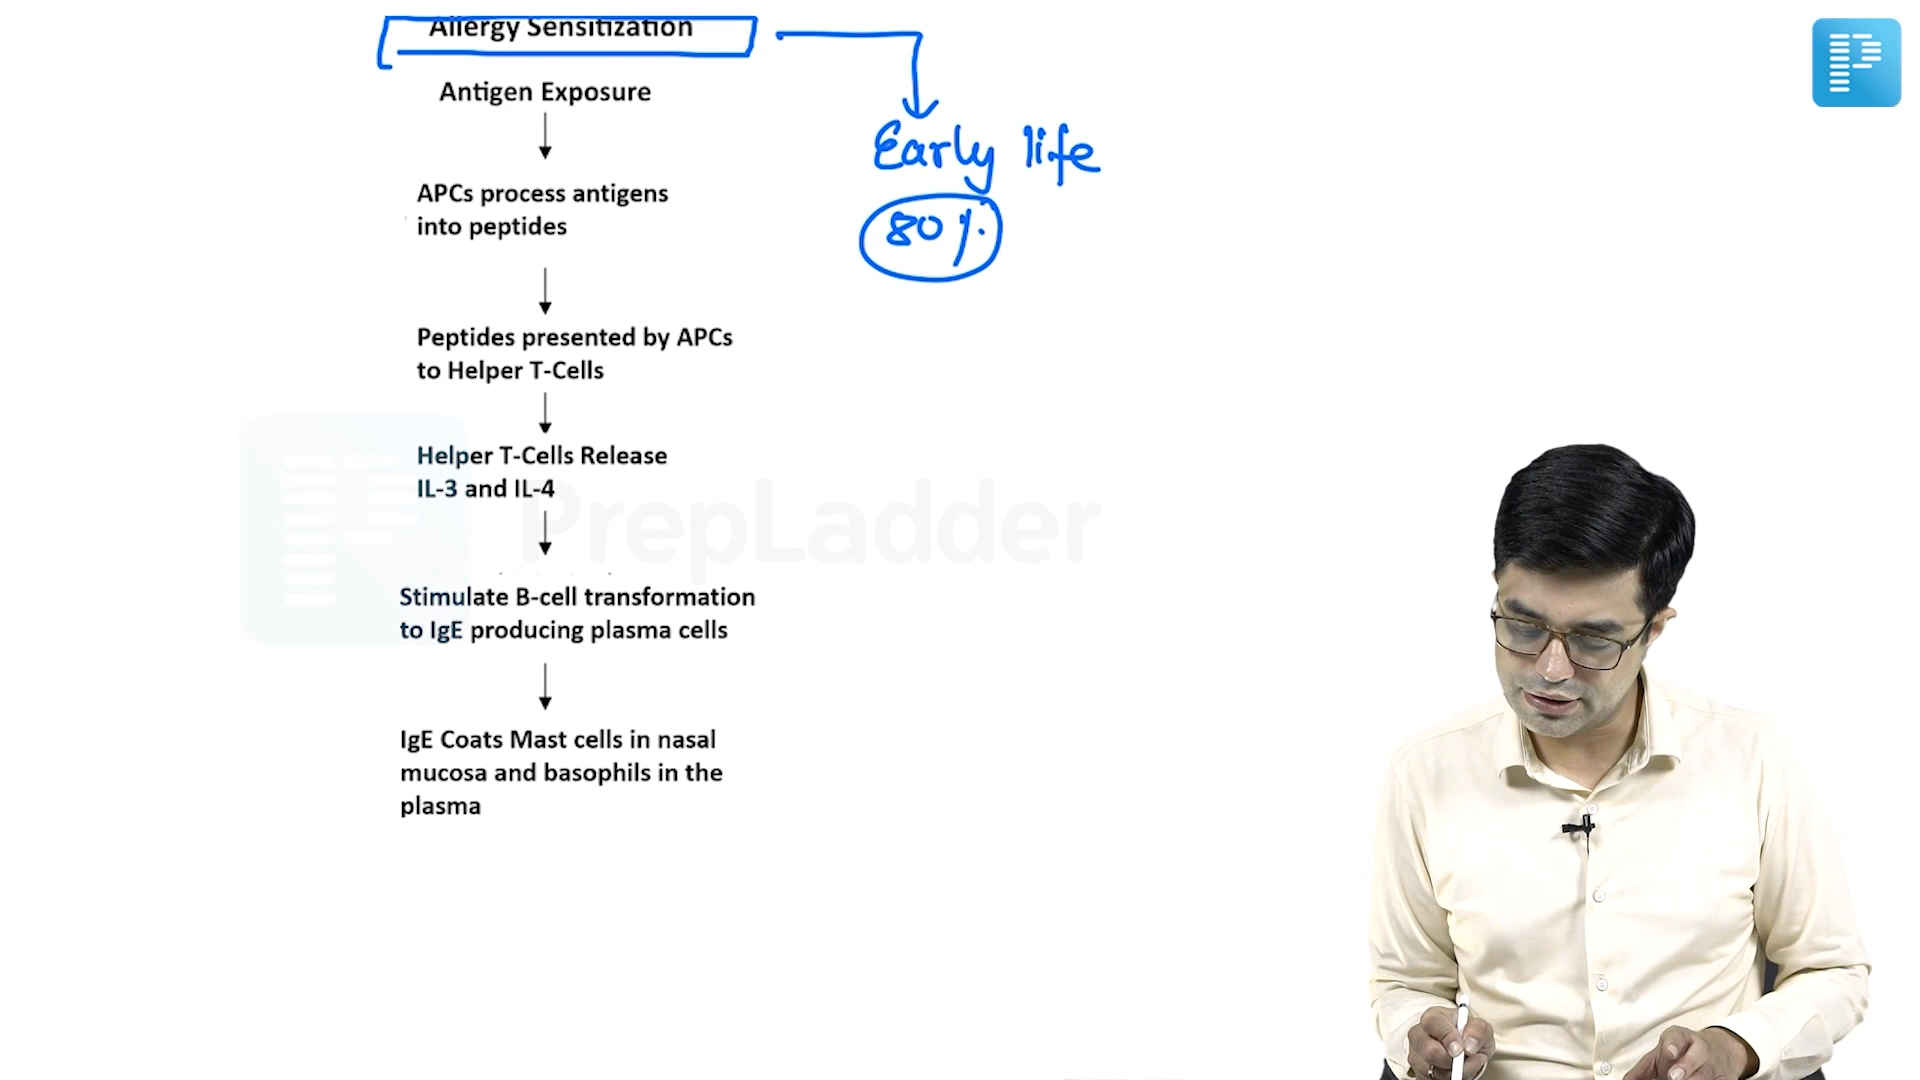 Allergy Sensitization
Antigen Exposure
Early life
80%
APCs process antigens
into peptides
Peptides presented by APCs
to Helper T-Cells
Helper T-Cells Release
IL-3 and IL-4
PrepLadder
Stimulate B-cell transformation
to IgE producing plasma cells
IgE Coats Mast cells in nasal
mucosa and basophils in the
plasma